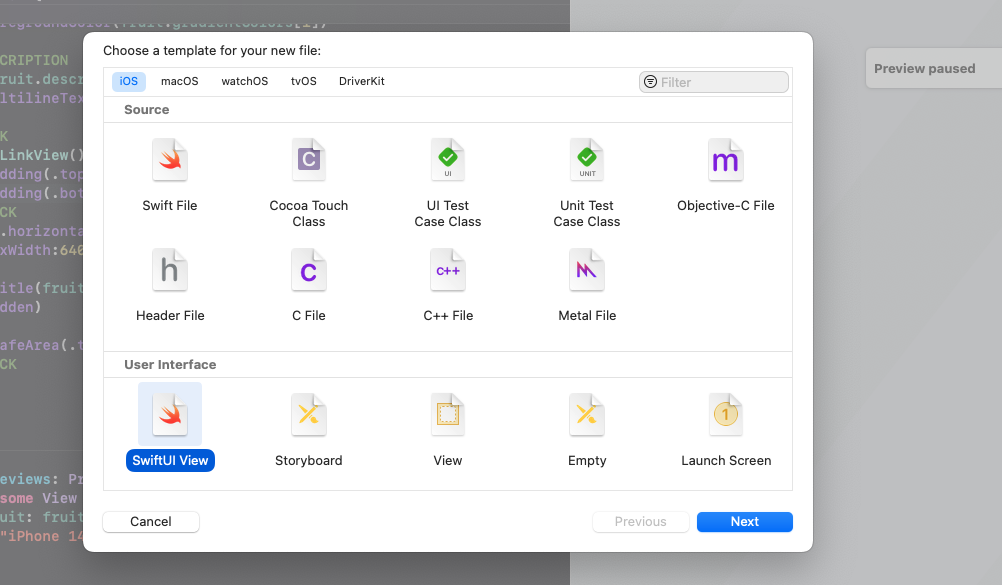 regroundColor(fruit.gradientColors[1])
Choose a template for your new file:
iOS
macOS
watchOS
tvOS
DriverKit
Filter
Source
Swift File
Cocoa Touch
Class
UI Test
Case Class
Unit Test
Case Class
Objective-C File
C
UI
UNIT
m
Header File
C File
C++ File
Metal File
h
C
C++
User Interface
SwiftUI View
Storyboard
View
Empty
Launch Screen
1
Cancel
Previous
Next
Preview paused
CRIPTION
ruit.descr
ltilineTex
K
LinkView()
dding(.top
dding(.bot
CK
.horizonta
xWidth:640
itle(fruit
dden)
afeArea(.t
CK
eviews: Pr
some View
uit: fruit
"iPhone 14